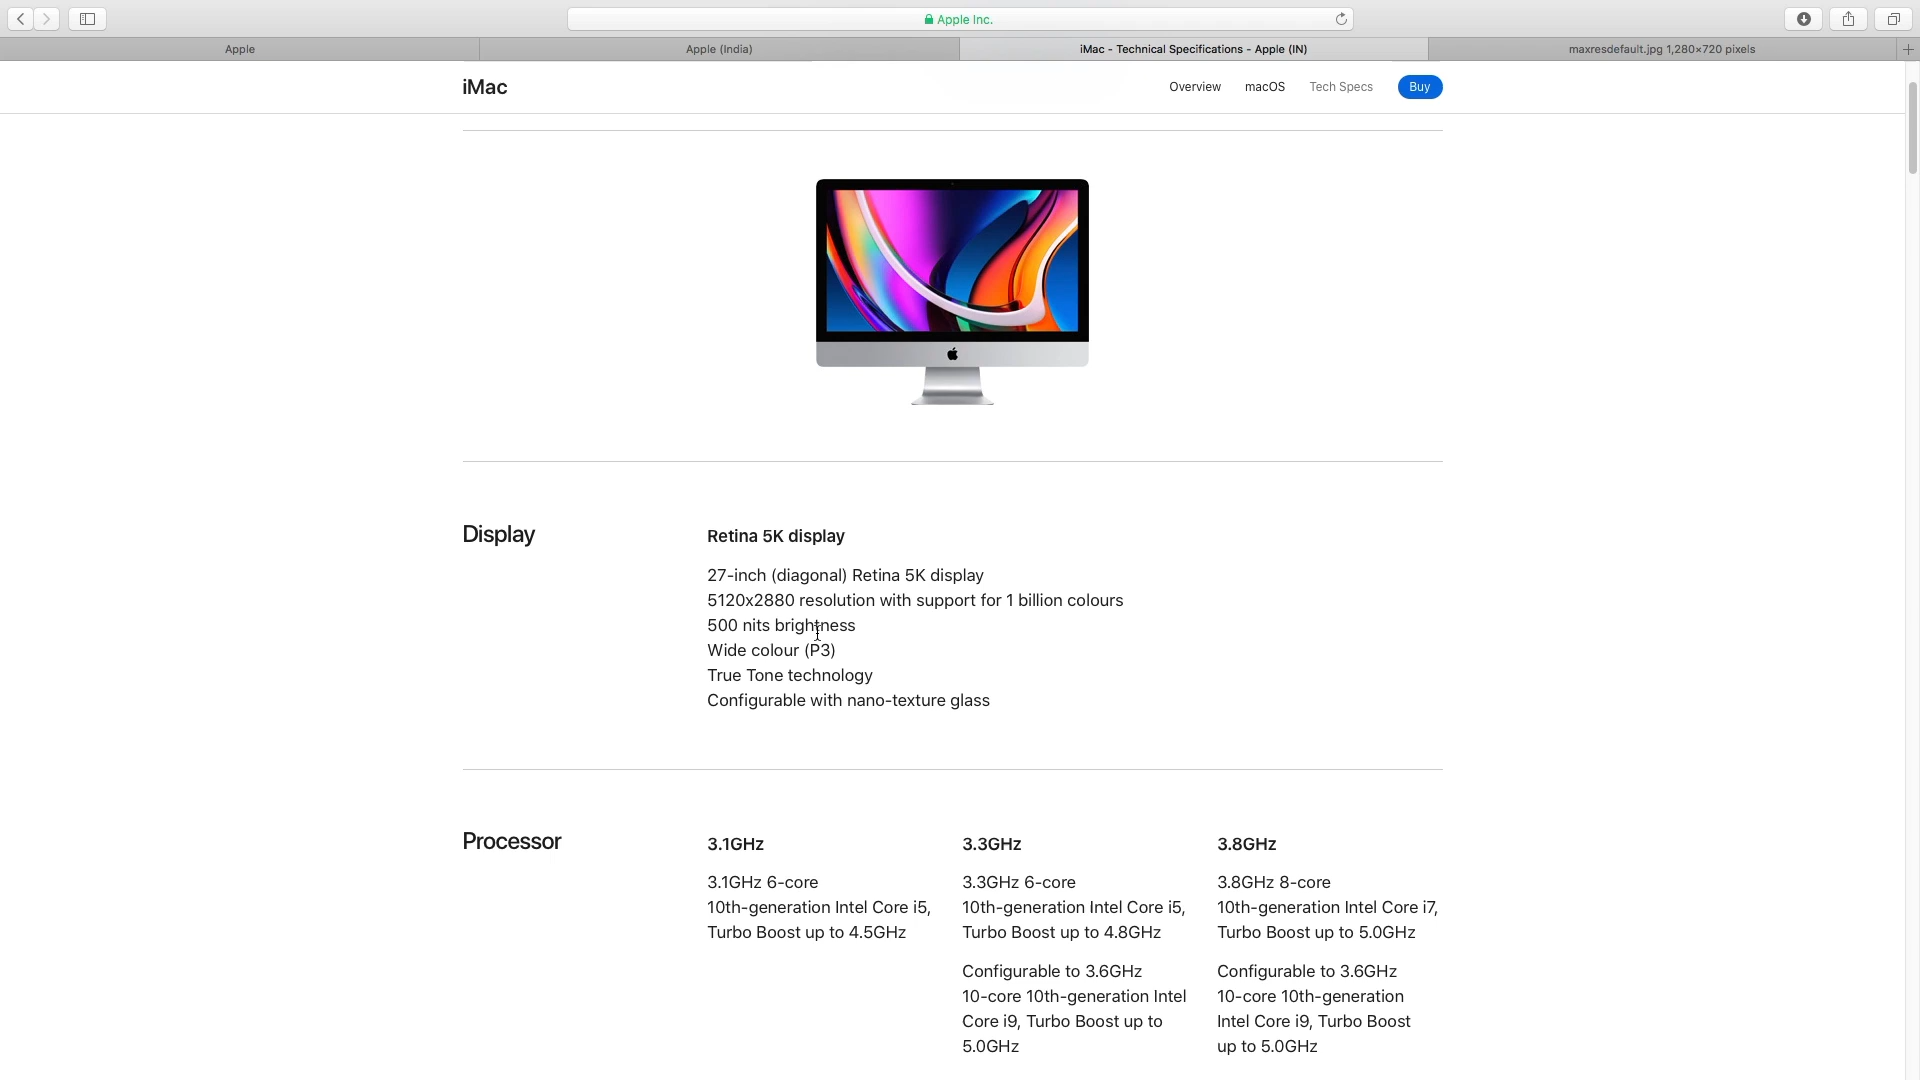 Apple Inc.
Apple
Apple (India)
iMac - Technical Specifications - Apple (IN)
maxresdefault.jpg 1,280×720 pixels
iMac
Overview
macOS
Tech Specs
Buy
Display
Retina 5K display
27-inch (diagonal) Retina 5K display
5120x2880 resolution with support for 1 billion colours
500 nits brightness
Wide colour (P3)
True Tone technology
Configurable with nano-texture glass
Processor
3.1GHz
3.1GHz 6-core
10th-generation Intel Core i5,
Turbo Boost up to 4.5GHz
3.3GHz
3.3GHz 6-core
10th-generation Intel Core i5,
Turbo Boost up to 4.8GHz
Configurable to 3.6GHz
10-core 10th-generation Intel
Core i9, Turbo Boost up to
5.0GHz
3.8GHz
3.8GHz 8-core
10th-generation Intel Core i7,
Turbo Boost up to 5.0GHz
Configurable to 3.6GHz
10-core 10th-generation
Intel Core i9, Turbo Boost
up to 5.0GHz